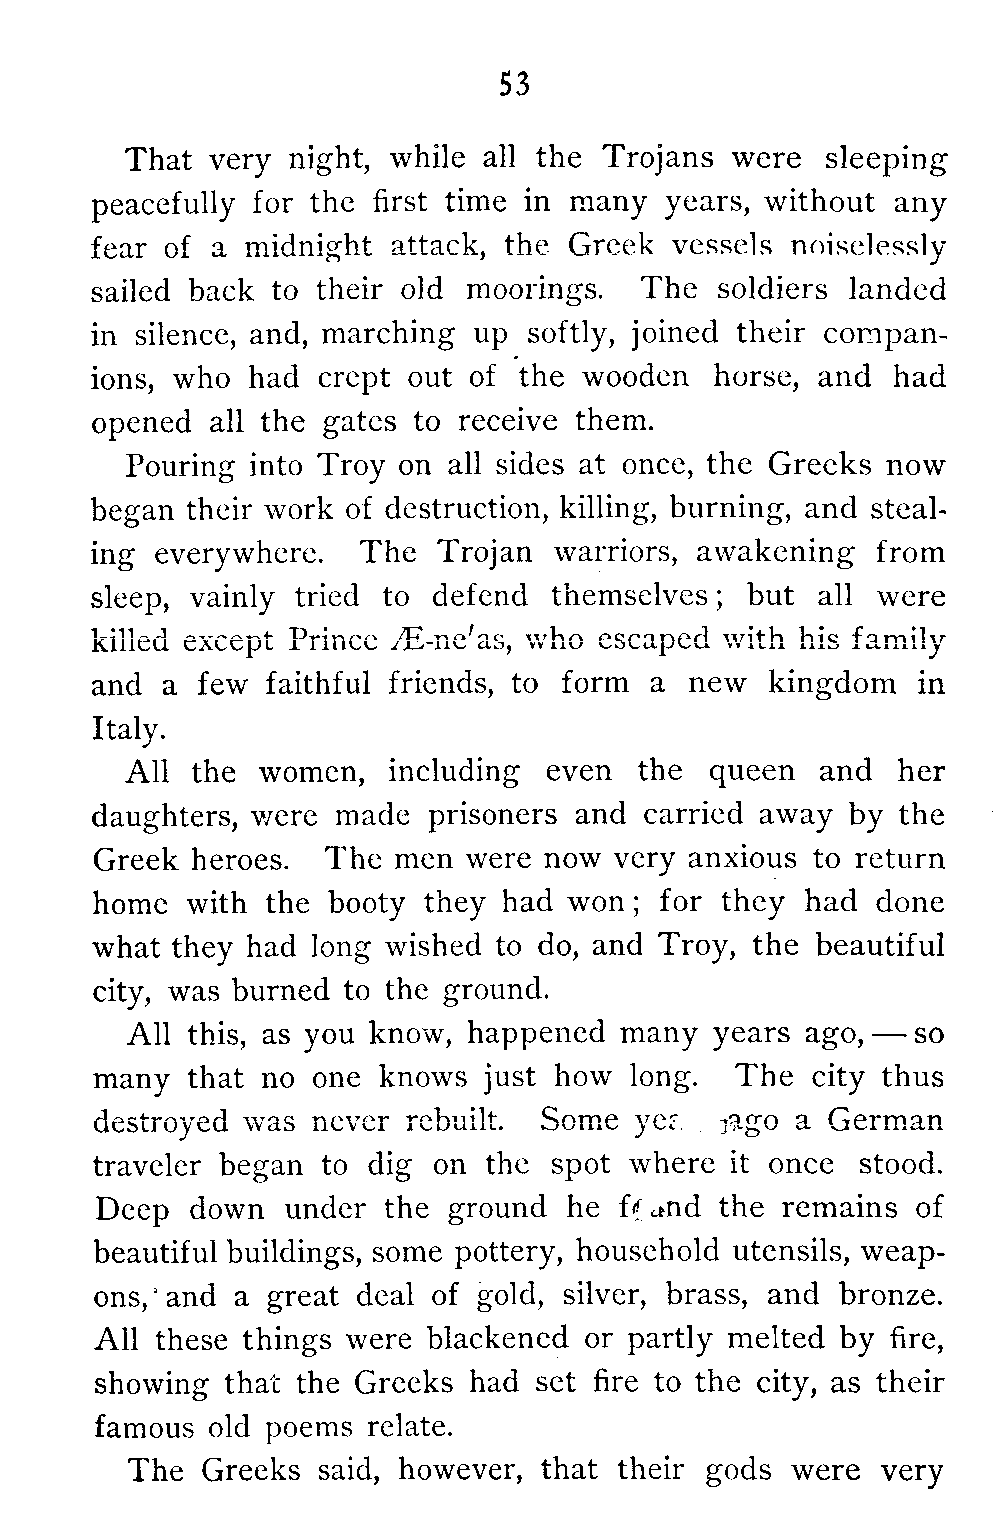 53
That very night, while all the Trojans were sleeping
peacefully for the first time in many years, without any
fear of a midnight attack, the Greek vessels noiselessly
sailed back to their old moorings. The soldiers landed
in silence, and, marching up softly, joined their compan-
ions, who had crept out of the wooden horse, and had
opened all the gates to receive them.
Pouring into Troy on all sides at once, the Greeks now
began their work of destruction, killing, burning, and steal-
ing everywhere. The Trojan warriors, awakening from
sleep, vainly tried to defend themselves; but all were
killed except Prince Æ-ne′as, who escaped with his family
and a few faithful friends, to form a new kingdom in
Italy.
All the women, including even the queen and her
daughters, were made prisoners and carried away by the
Greek heroes. The men were now very anxious to return
home with the booty they had won; for they had done
what they had long wished to do, and Troy, the beautiful
city, was burned to the ground.
All this, as you know, happened many years ago, — so
many that no one knows just how long. The city thus
destroyed was never rebuilt. Some ago a German
traveler began to dig on the spot where it once stood.
Deep down under the ground he the remains of
beautiful buildings, some pottery, household utensils, weap-
ons, and a great deal of gold, silver, brass, and bronze.
All these things were blackened or partly melted by fire,
showing that the Greeks had set fire to the city, as their
famous old poems relate.
The Greeks said, however, that their gods were very